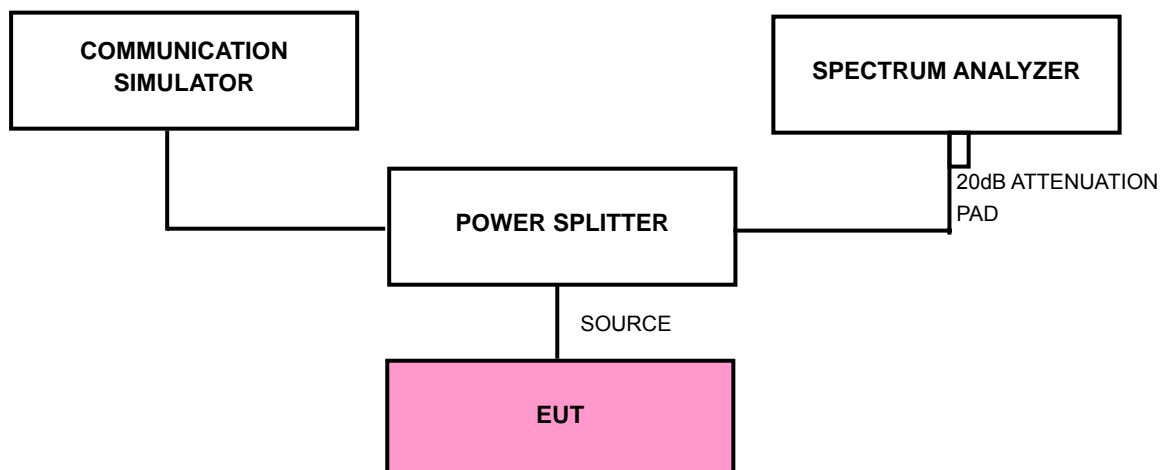 COMMUNICATION
SIMULATOR
SPECTRUM ANALYZER
20dB ATTENUATION
PAD
POWER SPLITTER
SOURCE
EUT